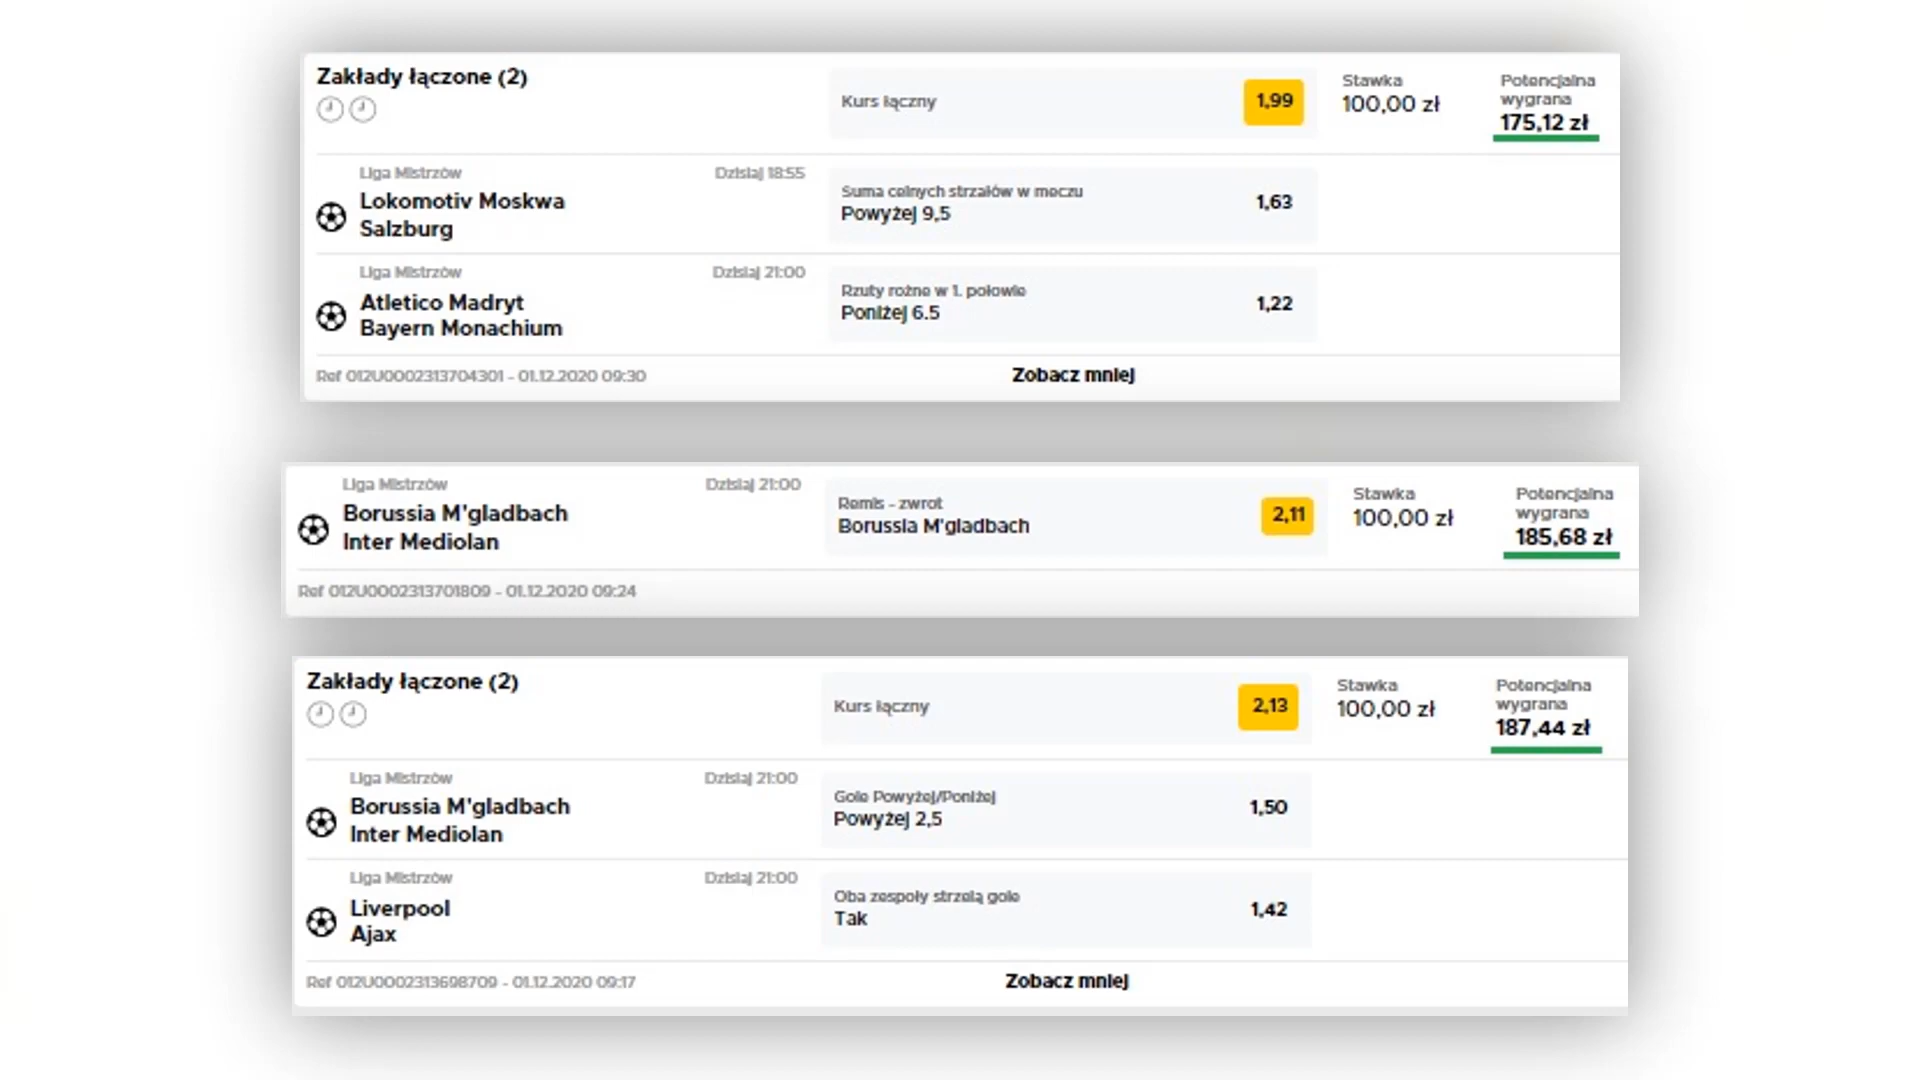 Zakłady łączone (2)
Kurs łączny
1,99
Stawka
100,00 zł
Potencjalna
wygrana
175,12 zł
Liga Mistrzów
Dzisiaj 18:55
Lokomotiv Moskwa
Salzburg
Suma celnych strzałów w meczu
Powyżej 9,5
1,63
Liga Mistrzów
Dzisiaj 21:00
Atletico Madryt
Bayern Monachium
Rzuty rożne w 1. połowie
Poniżej 6.5
1,22
Ref 012U0002313704301 - 01.12.2020 09:30
Zobacz mniej
Liga Mistrzów
Dzisiaj 21:00
Borussia M'gladbach
Inter Mediolan
Remis - zwrot
Borussia M'gladbach
2,11
Stawka
100,00 zł
Potencjalna
wygrana
185,68 zł
Ref 012U0002313701809 - 01.12.2020 09:24
Zakłady łączone (2)
Kurs łączny
2,13
Stawka
100,00 zł
Potencjalna
wygrana
187,44 zł
Liga Mistrzów
Dzisiaj 21:00
Borussia M'gladbach
Inter Mediolan
Gole Powyżej/Poniżej
Powyżej 2,5
1,50
Liga Mistrzów
Dzisiaj 21:00
Liverpool
Ajax
Oba zespoły strzelą gole
Tak
1,42
Ref 012U0002313698709 - 01.12.2020 09:17
Zobacz mniej